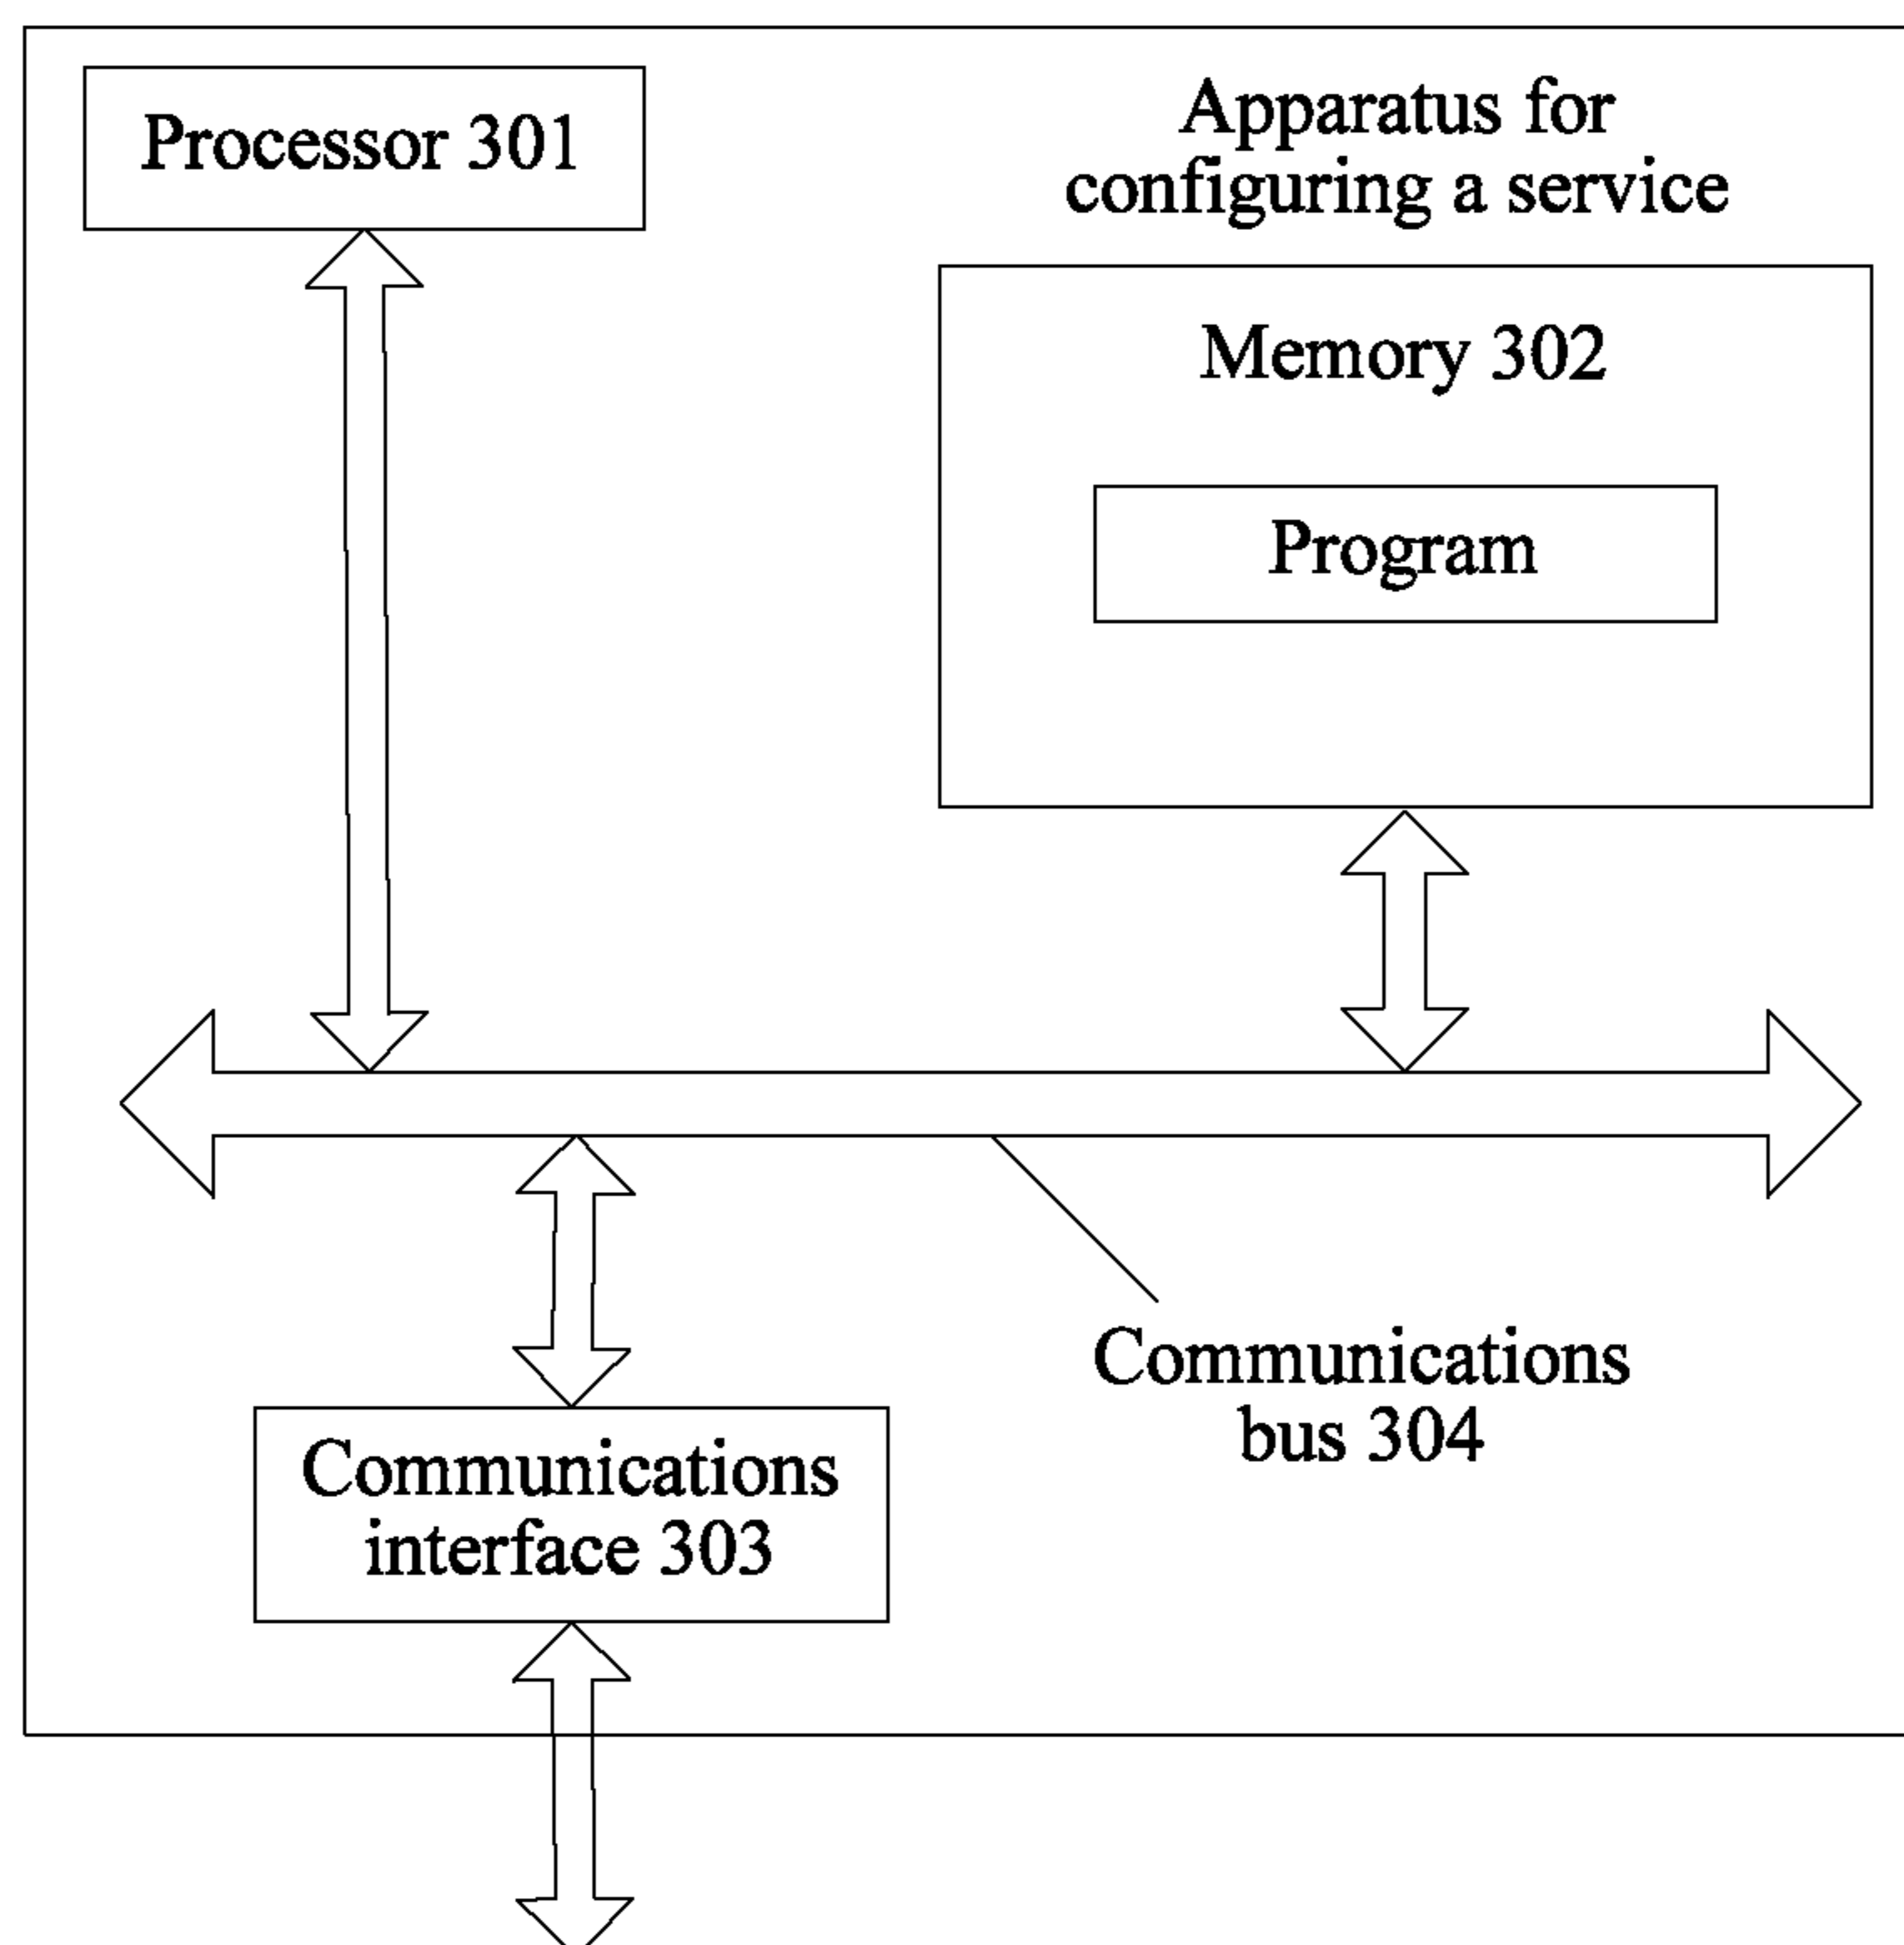 Processor 301
Apparatus for
configuring a service
Memory 302
Program
Communications
bus 304
Communications
interface 303